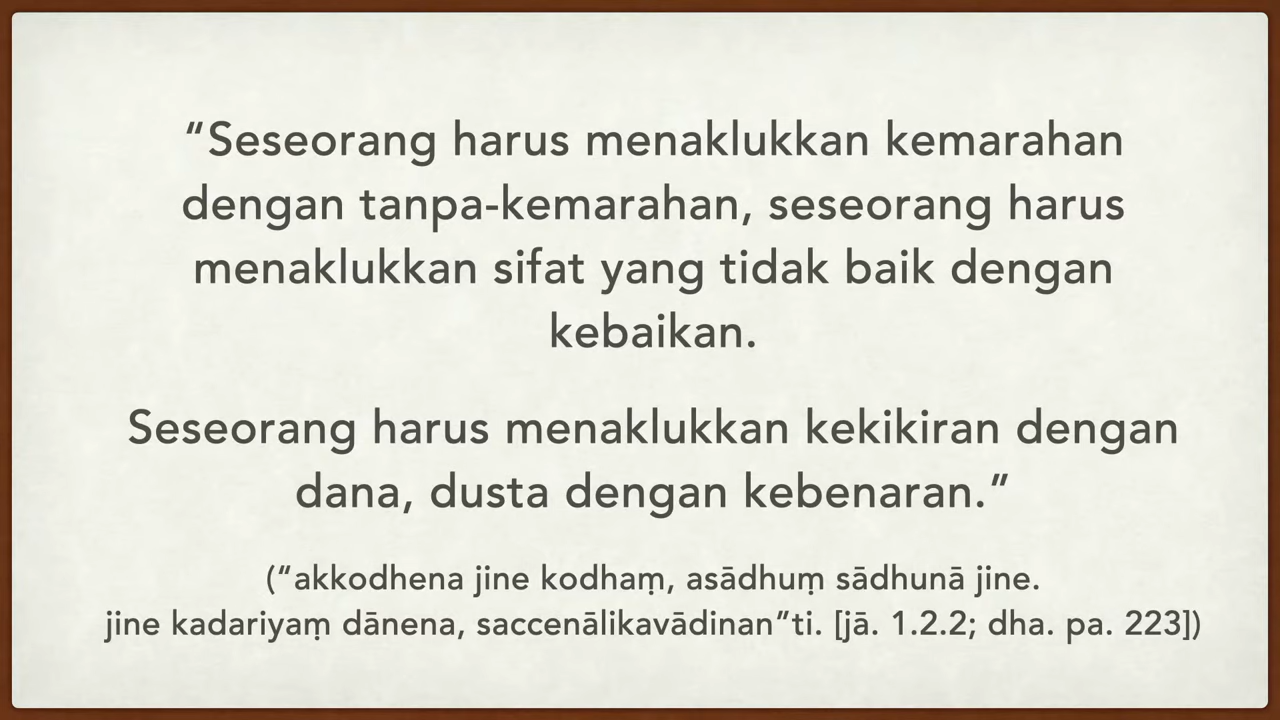 “Seseorang harus menaklukkan kemarahan
dengan tanpa-kemarahan, seseorang harus
menaklukkan sifat yang tidak baik dengan
kebaikan.
Seseorang harus menaklukkan kekikiran dengan
dana, dusta dengan kebenaran.”
(“akkodhena jine kodhaṃ, asādhuṃ sādhunā jine.
jine kadariyaṃ dānena, saccenālikavādinan”ti. [jā. 1.2.2; dha. pa. 223])